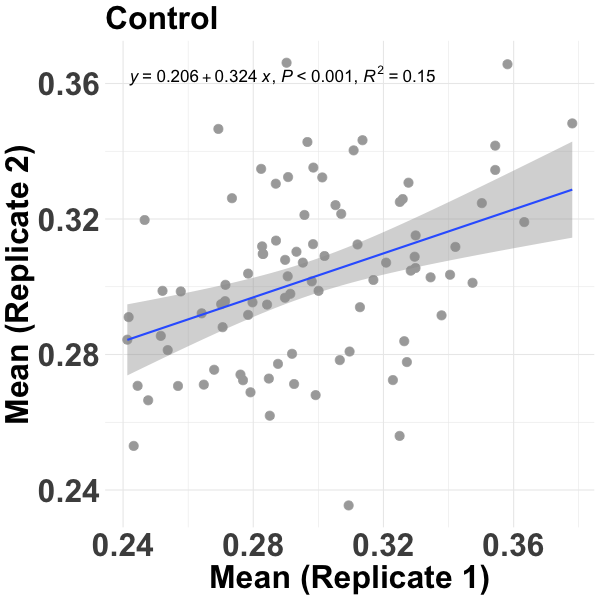 Control
y = 0.206 + 0.324 x, P < 0.001, R² = 0.15
Mean (Replicate 2)
0.36
0.32
0.28
0.24
0.24 0.28 0.32 0.36
Mean (Replicate 1)